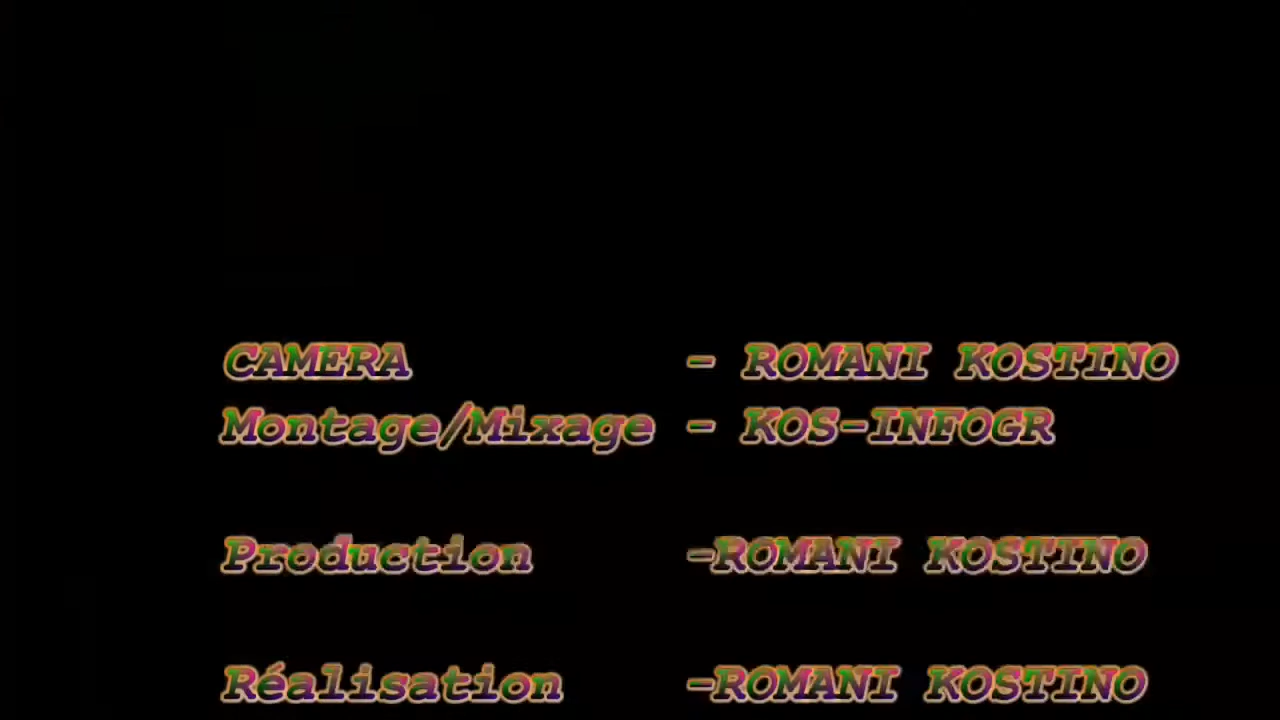 CAMERA - ROMANI KOSTINO
Montage/Mixage - KOS-INFOGR
Production -ROMANI KOSTINO
Réalisation -ROMANI KOSTINO